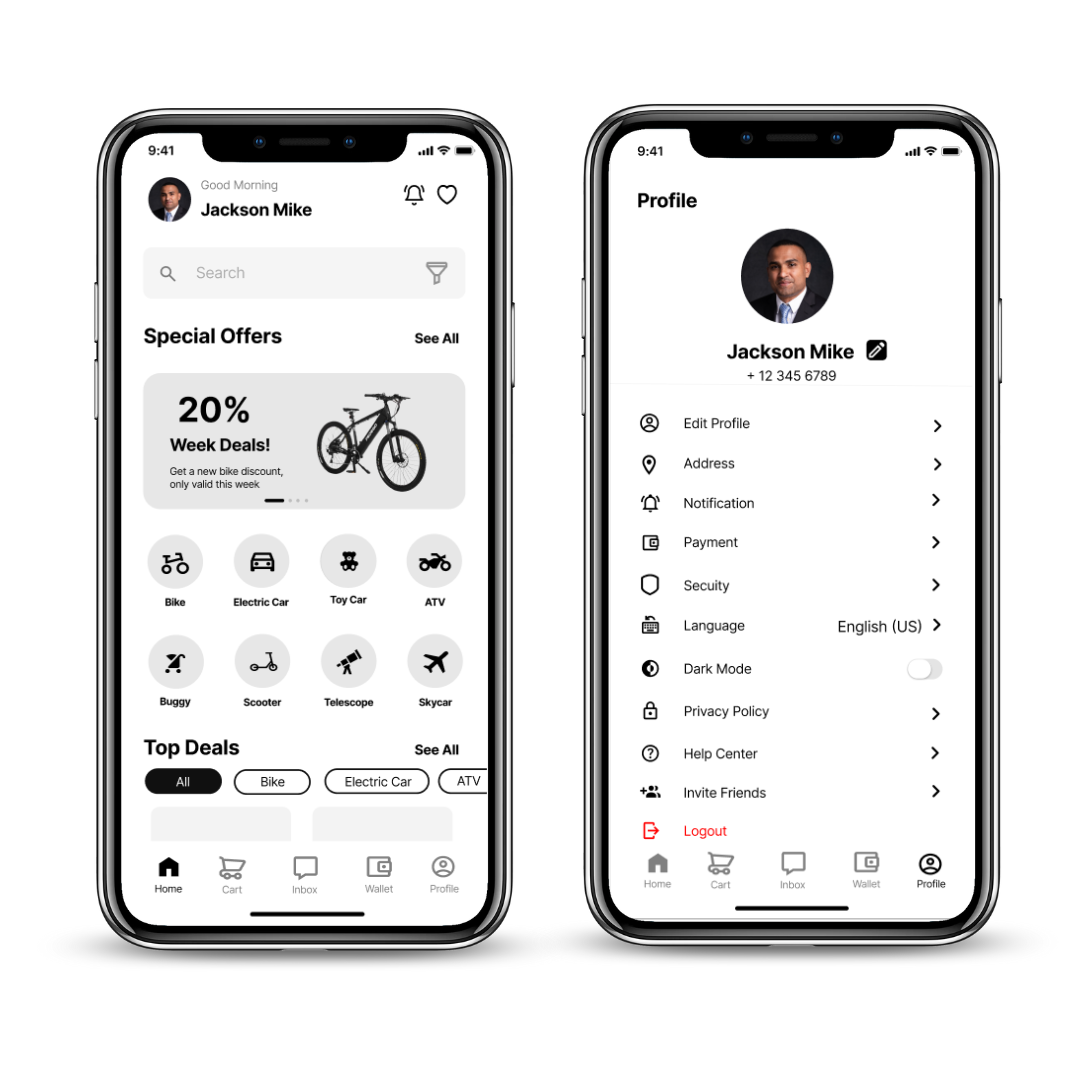 9:41
Good Morning
Jackson Mike
Search
Special Offers
See All
20%
Week Deals!
Get a new bike discount,
only valid this week
Bike
Electric Car
Toy Car
ATV
Buggy
Scooter
Telescope
Skycar
Top Deals
See All
All
Bike
Electric Car
ATV
Home
Cart
Inbox
Wallet
Profile
9:41
Profile
Jackson Mike
+ 12 345 6789
Edit Profile
Address
Notification
Payment
Secuity
Language
English (US)
Dark Mode
Privacy Policy
Help Center
Invite Friends
Logout
Home
Cart
Inbox
Wallet
Profile